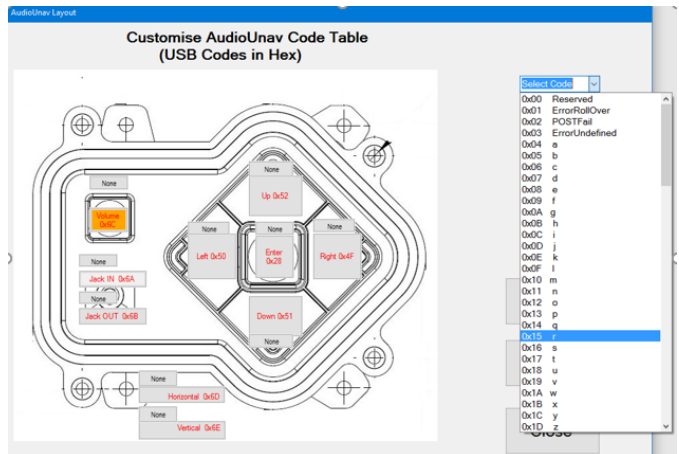 AudioUnav Layout
Customise AudioUnav Code Table
(USB Codes in Hex)
None
Up 0x52
None
Volume
0x6C
None
Left 0x50
None
Enter
0x28
None
Right 0x4F
None
Jack IN 0x6A
None
Jack OUT 0x6B
Down 0x51
None
None
Horizontal 0x6D
None
Vertical 0x6E
Select Code
0x00 Reserved
0x01 ErrorRollOver
0x02 POSTFail
0x03 ErrorUndefined
0x04 a
0x05 b
0x06 c
0x07 d
0x08 e
0x09 f
0x0A g
0x0B h
0x0C i
0x0D j
0x0E k
0x0F l
0x10 m
0x11 n
0x12 o
0x13 p
0x14 q
0x15 r
0x16 s
0x17 t
0x18 u
0x19 v
0x1A w
0x1B x
0x1C y
0x1D z
Close